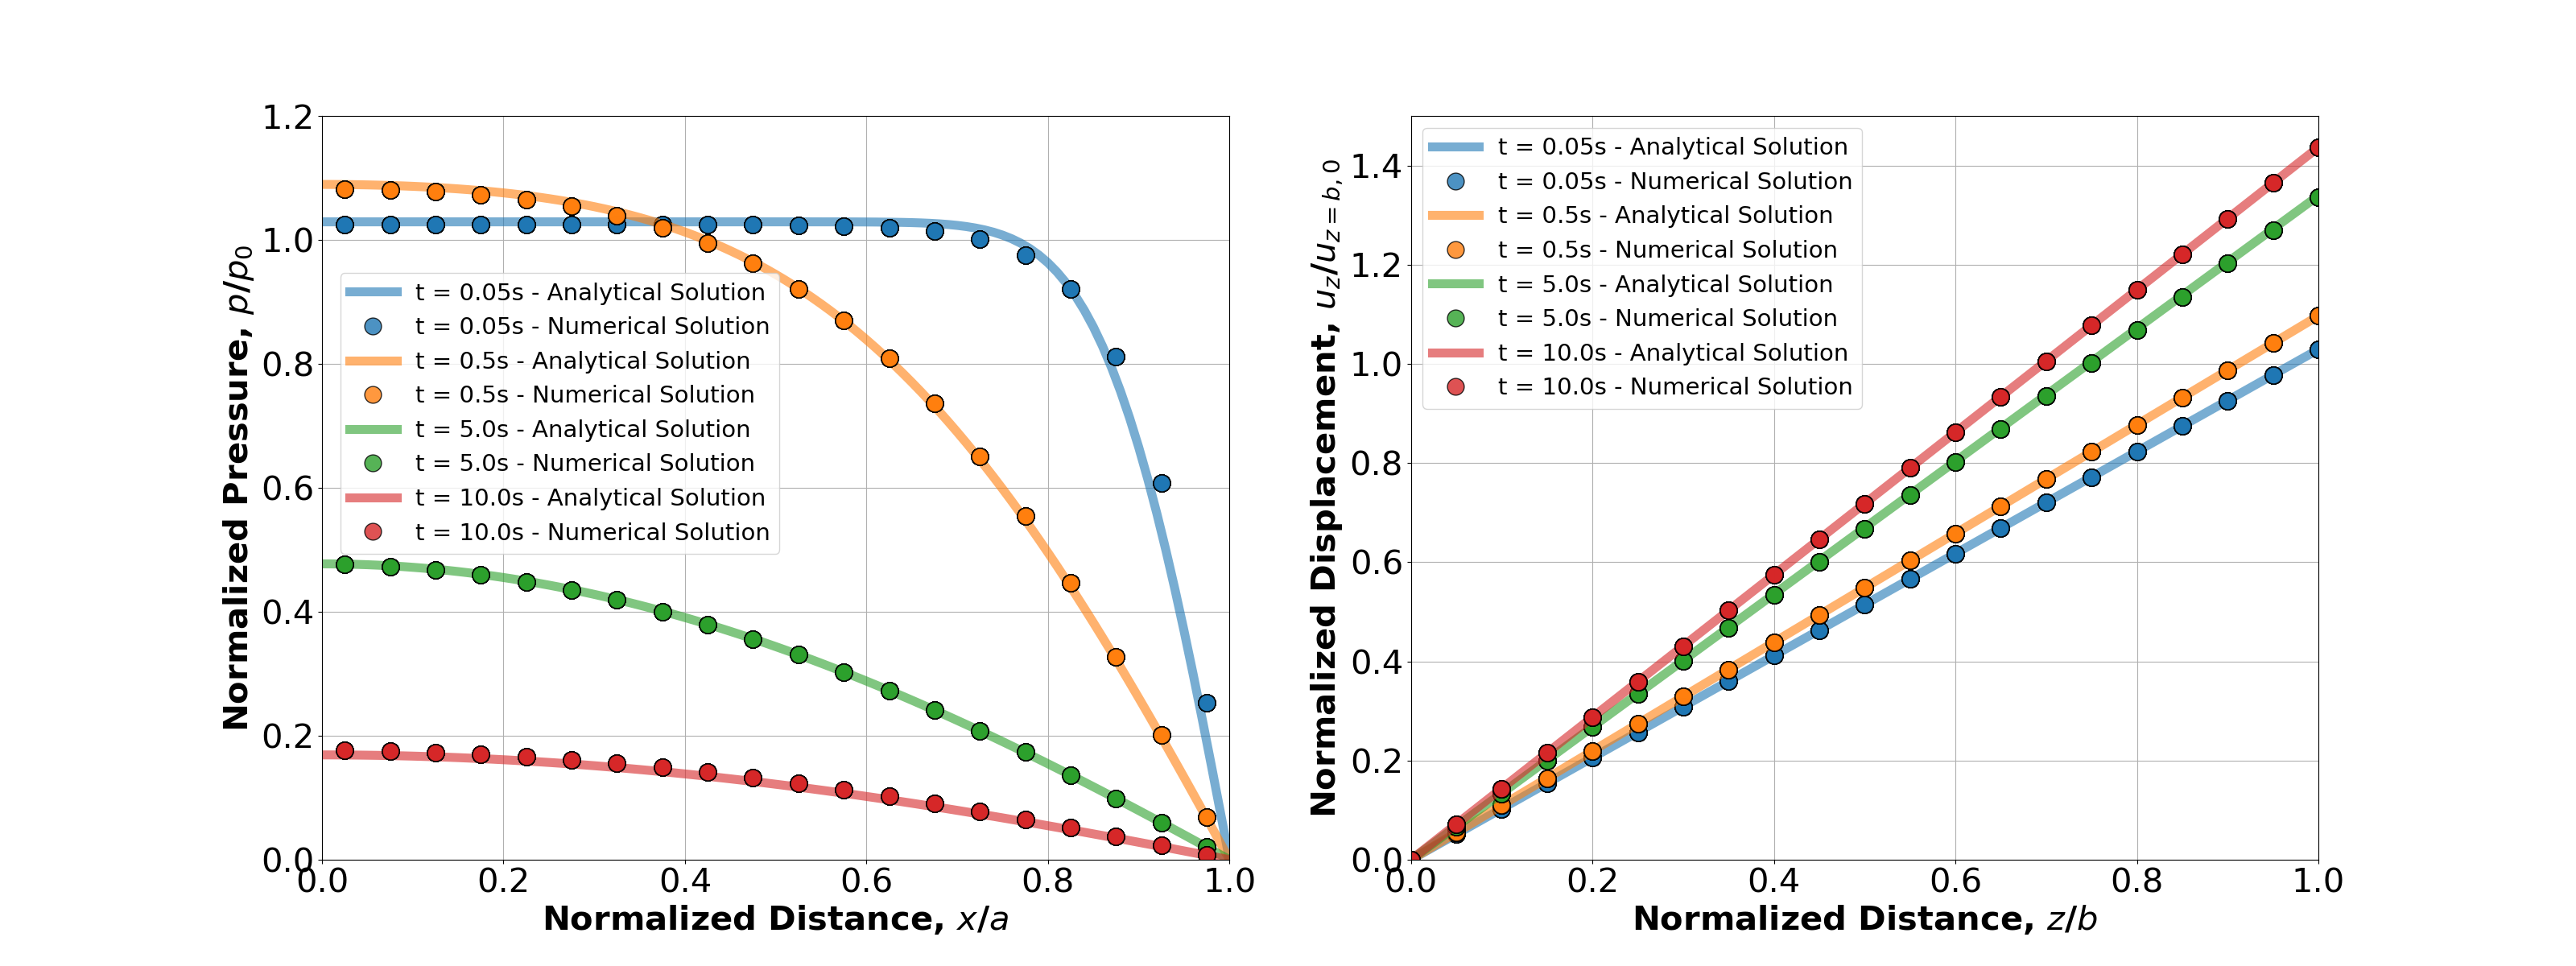 1.2
1.0
0.8
0.6
0.4
0.2
0.0
Normalized Pressure, p/p0
t = 0.05s - Analytical Solution
t = 0.05s - Numerical Solution
t = 0.5s - Analytical Solution
t = 0.5s - Numerical Solution
t = 5.0s - Analytical Solution
t = 5.0s - Numerical Solution
t = 10.0s - Analytical Solution
t = 10.0s - Numerical Solution
0.0 0.2 0.4 0.6 0.8 1.0
Normalized Distance, x/a
1.4
1.2
1.0
0.8
0.6
0.4
0.2
0.0
Normalized Displacement, uz/uz=b,0
t = 0.05s - Analytical Solution
t = 0.05s - Numerical Solution
t = 0.5s - Analytical Solution
t = 0.5s - Numerical Solution
t = 5.0s - Analytical Solution
t = 5.0s - Numerical Solution
t = 10.0s - Analytical Solution
t = 10.0s - Numerical Solution
0.0 0.2 0.4 0.6 0.8 1.0
Normalized Distance, z/b